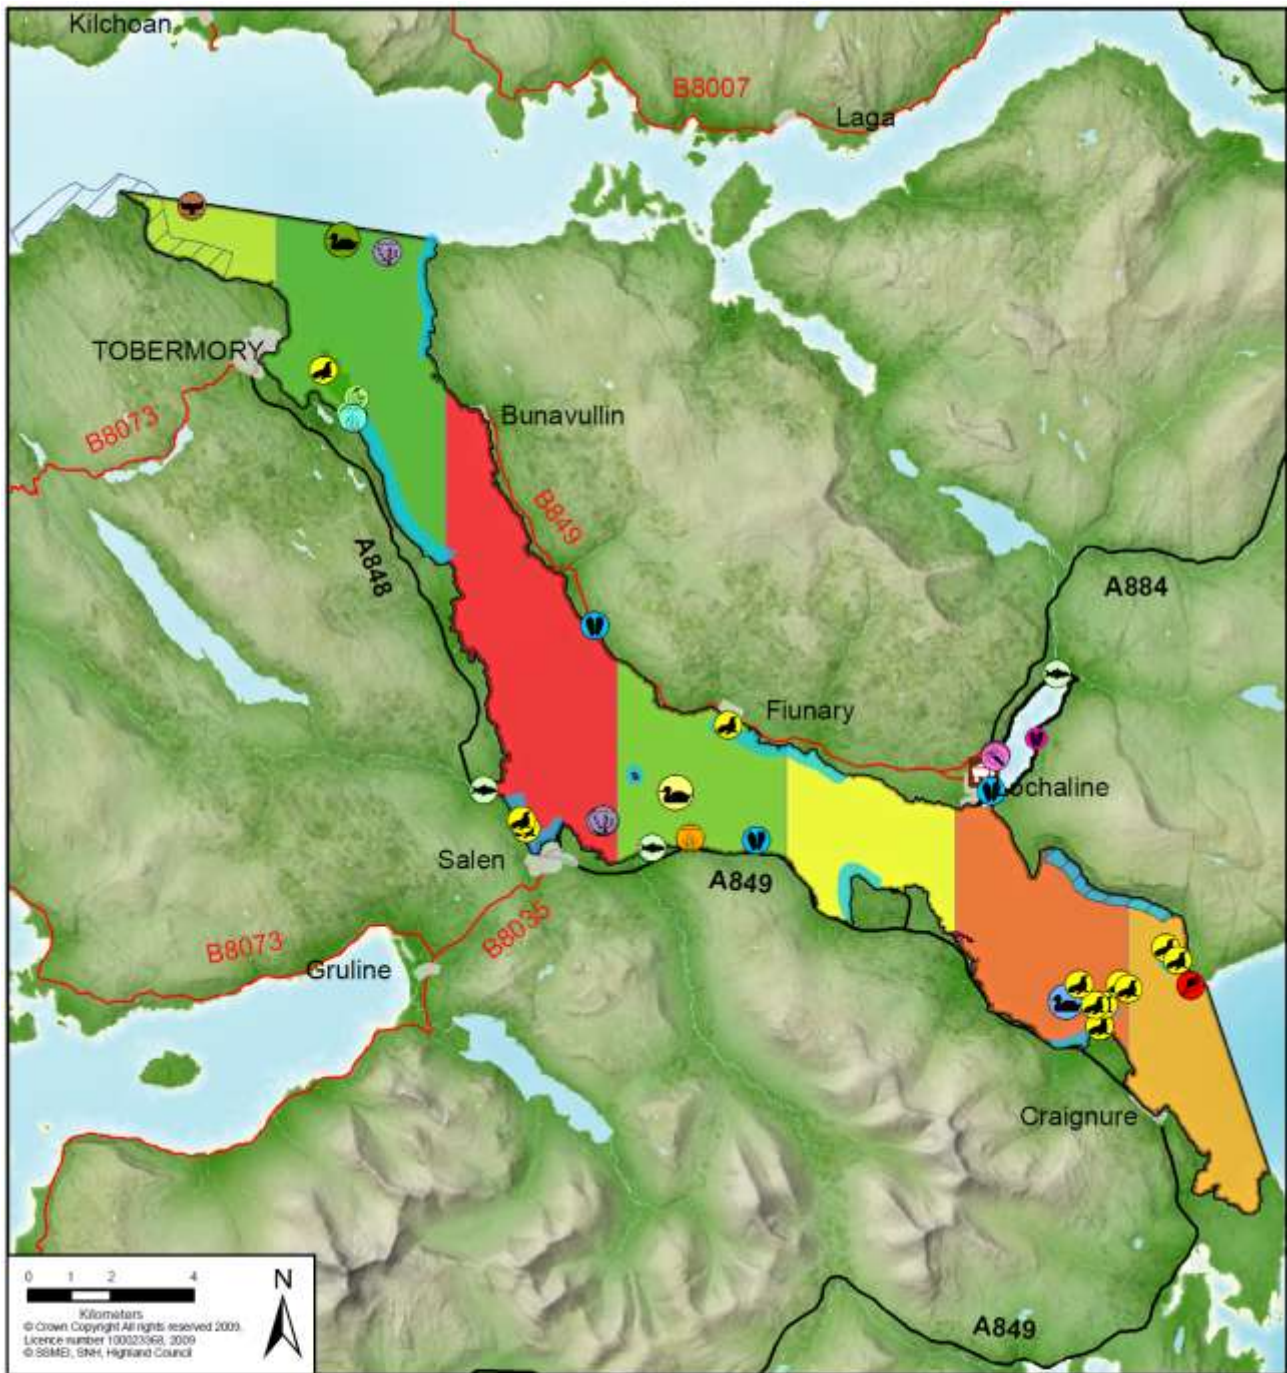 Kilchoan
B8007
Laga
TOBERMORY
B8073
Bunavullin
B849
A848
A884
Fiunary
Lochaline
Salen
A849
B8073
B8035
Gruline
Craignure
A849
0 1 2 4
Kilometers
N
© Crown Copyright All rights reserved 2009.
Licence number 100023368, 2009
© SSMEI, SNH, Highland Council